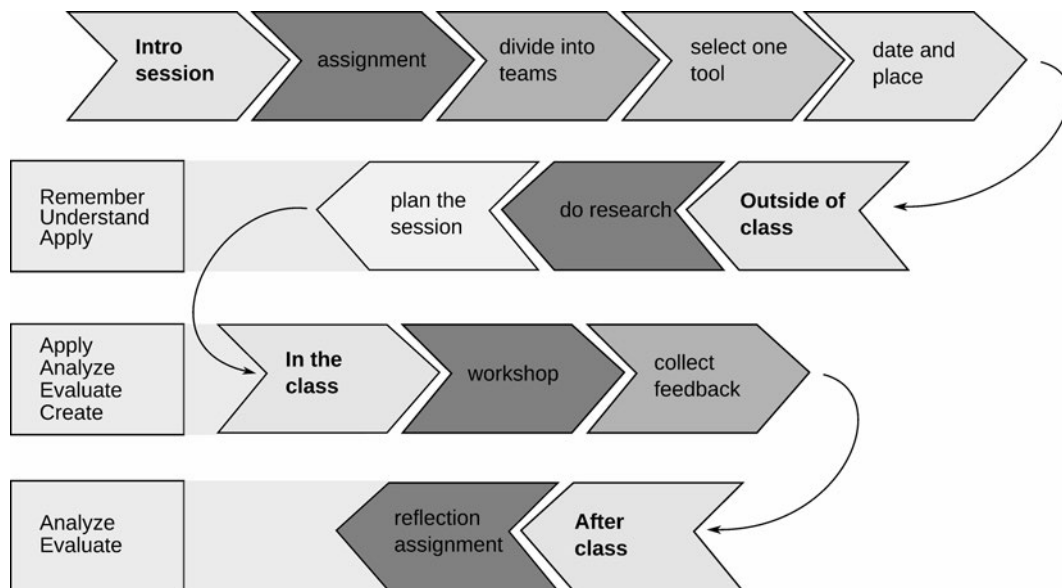 Intro
session
assignment
divide into
teams
select one
tool
date and
place
Remember
Understand
Apply
plan the
session
do research
Outside of
class
Apply
Analyze
Evaluate
Create
In the
class
workshop
collect
feedback
Analyze
Evaluate
reflection
assignment
After
class